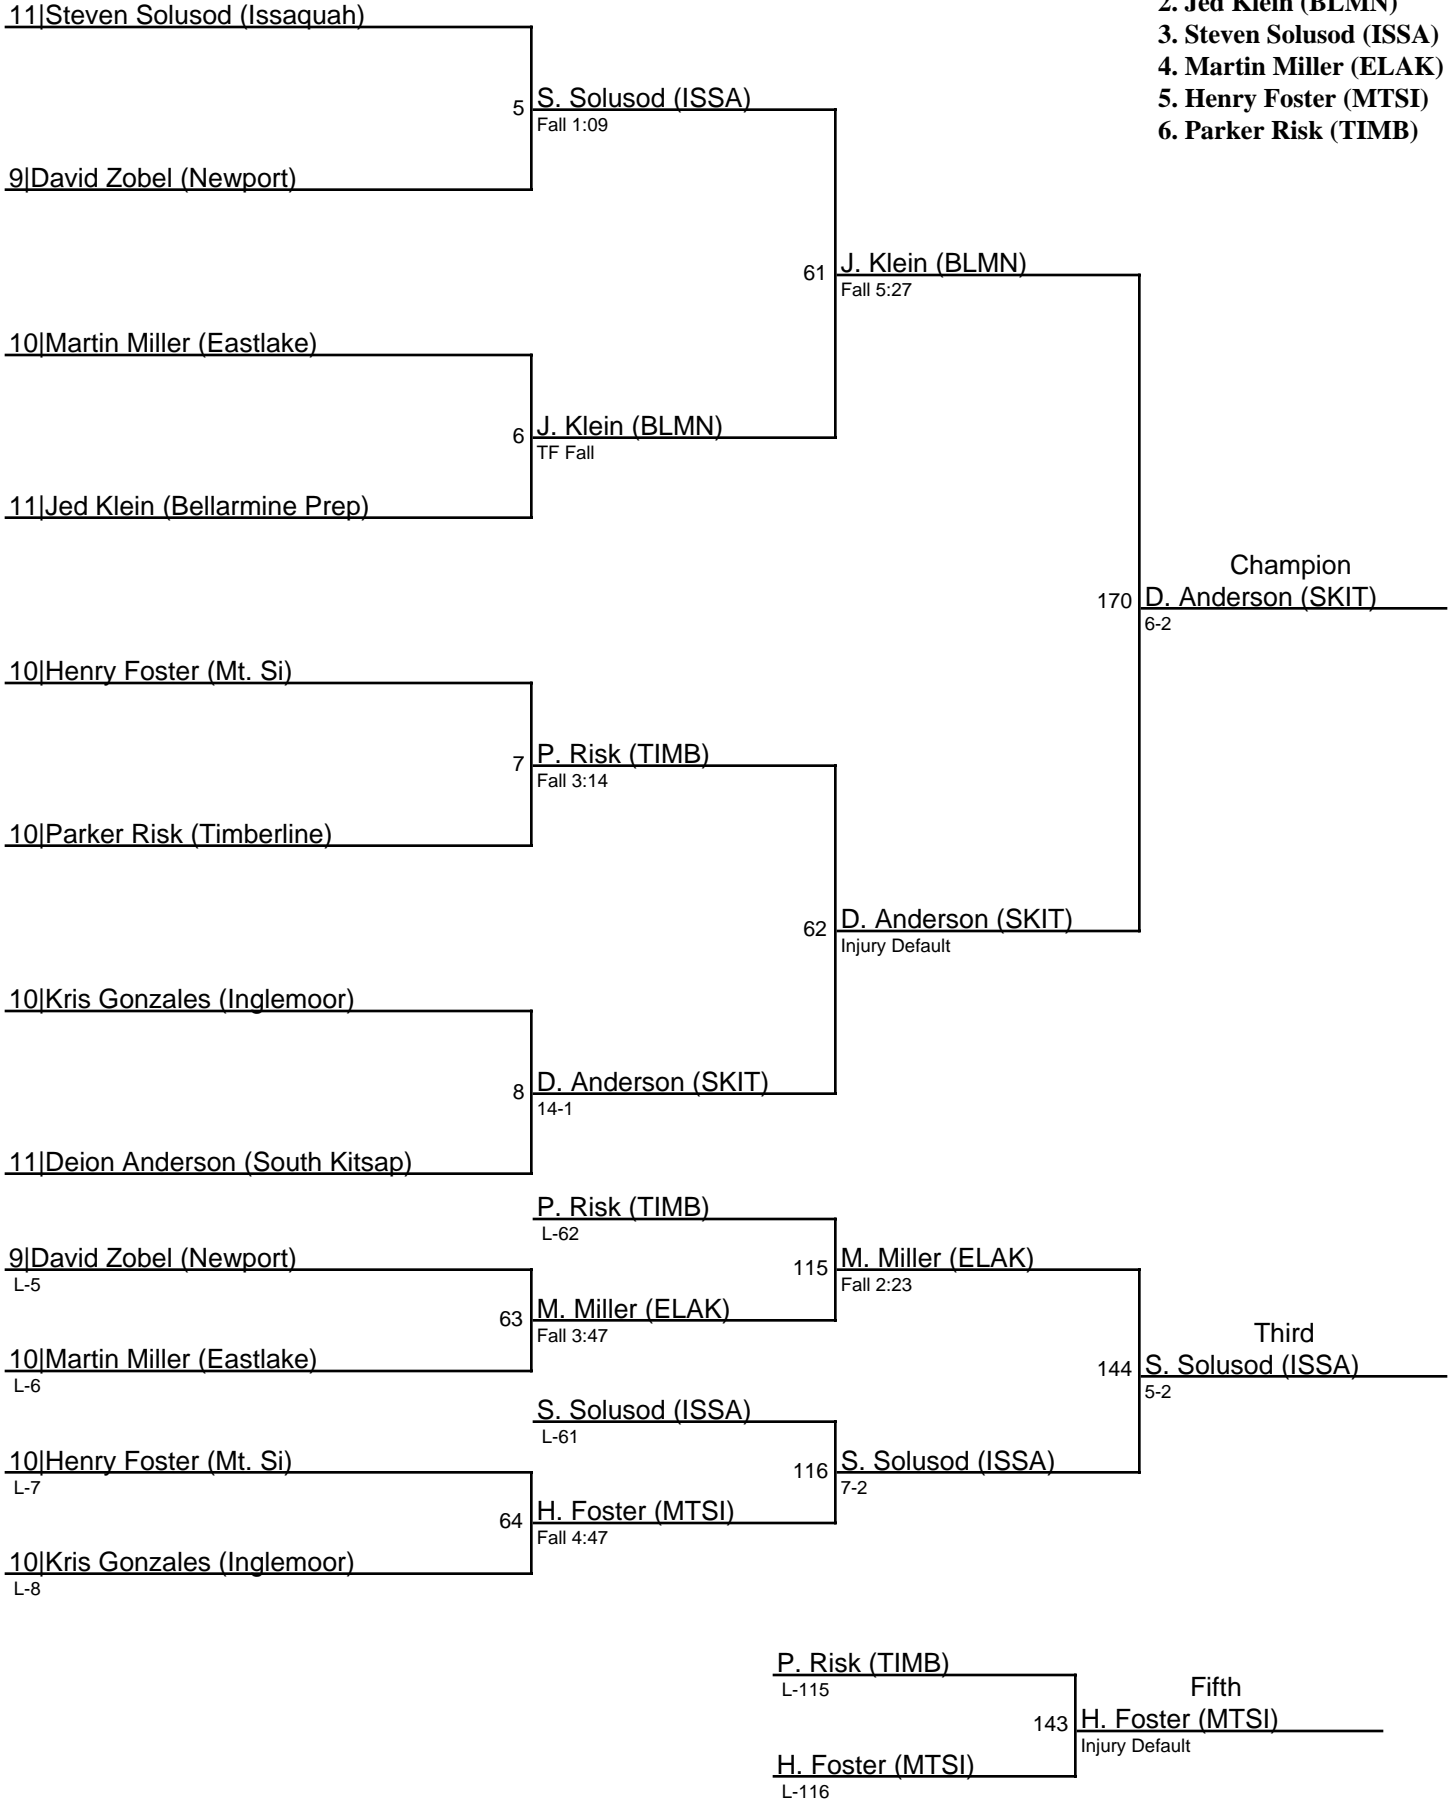 2. Jed Klein (BLMN)
3. Steven Solusod (ISSA)
4. Martin Miller (ELAK)
5. Henry Foster (MTSI)
6. Parker Risk (TIMB)
11|Steven Solusod (Issaquah)
5 S. Solusod (ISSA)
Fall 1:09
9|David Zobel (Newport)
61 J. Klein (BLMN)
Fall 5:27
10|Martin Miller (Eastlake)
6 J. Klein (BLMN)
TF Fall
11|Jed Klein (Bellarmine Prep)
Champion
170 D. Anderson (SKIT)
6-2
10|Henry Foster (Mt. Si)
7 P. Risk (TIMB)
Fall 3:14
10|Parker Risk (Timberline)
62 D. Anderson (SKIT)
Injury Default
10|Kris Gonzales (Inglemoor)
8 D. Anderson (SKIT)
14-1
11|Deion Anderson (South Kitsap)
P. Risk (TIMB)
L-62
9|David Zobel (Newport)
L-5
115 M. Miller (ELAK)
Fall 2:23
63 M. Miller (ELAK)
Fall 3:47
10|Martin Miller (Eastlake)
L-6
Third
144 S. Solusod (ISSA)
5-2
S. Solusod (ISSA)
L-61
10|Henry Foster (Mt. Si)
L-7
116 S. Solusod (ISSA)
7-2
64 H. Foster (MTSI)
Fall 4:47
10|Kris Gonzales (Inglemoor)
L-8
P. Risk (TIMB)
L-115
Fifth
143 H. Foster (MTSI)
Injury Default
H. Foster (MTSI)
L-116